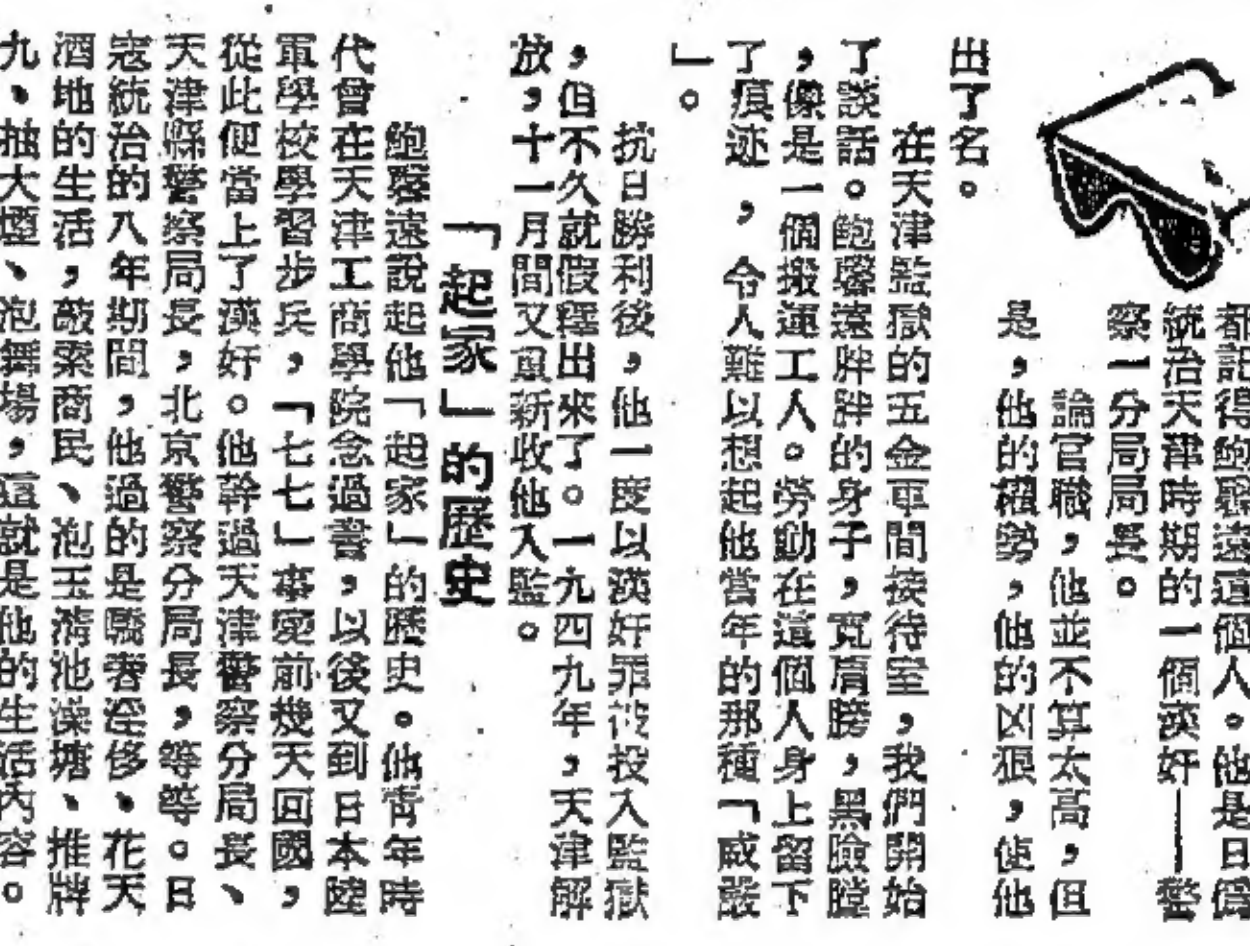 都記得鮑馨遠這個人。他是日僞
統治天津時期的一個漢奸——警
察一分局局長。
論官職，他並不算太高，但
是，他的權勢，他的凶狠，使他
出了名。
在天津監獄的五金車間接待室，我們開始
了談話。鮑馨遠胖胖的身子，寬肩膀，黑臉膛
，像是一個搬運工人。勞動在這個人身上留下
了痕迹，令人難以想起他當年的那種「威嚴
」。
抗日勝利後，他一度以漢奸罪被投入監獄
，但不久就假釋出來了。一九四九年，天津解
放，十一月間又重新收他入監。
「起家」的歷史
鮑馨遠說起他「起家」的歷史。他青年時
代曾在天津工商學院念過書，以後又到日本陸
軍學校學習步兵，「七七」事變前幾天回國，
從此便當上了漢奸。他幹過天津警察分局長、
天津縣警察局長，北京警察分局長，等等。日
寇統治的八年期間，他過的是驕奢淫侈、花天
酒地的生活，敲索商民、泡玉清池澡塘、推牌
九、抽大煙、泡舞場，這就是他的生活內容。